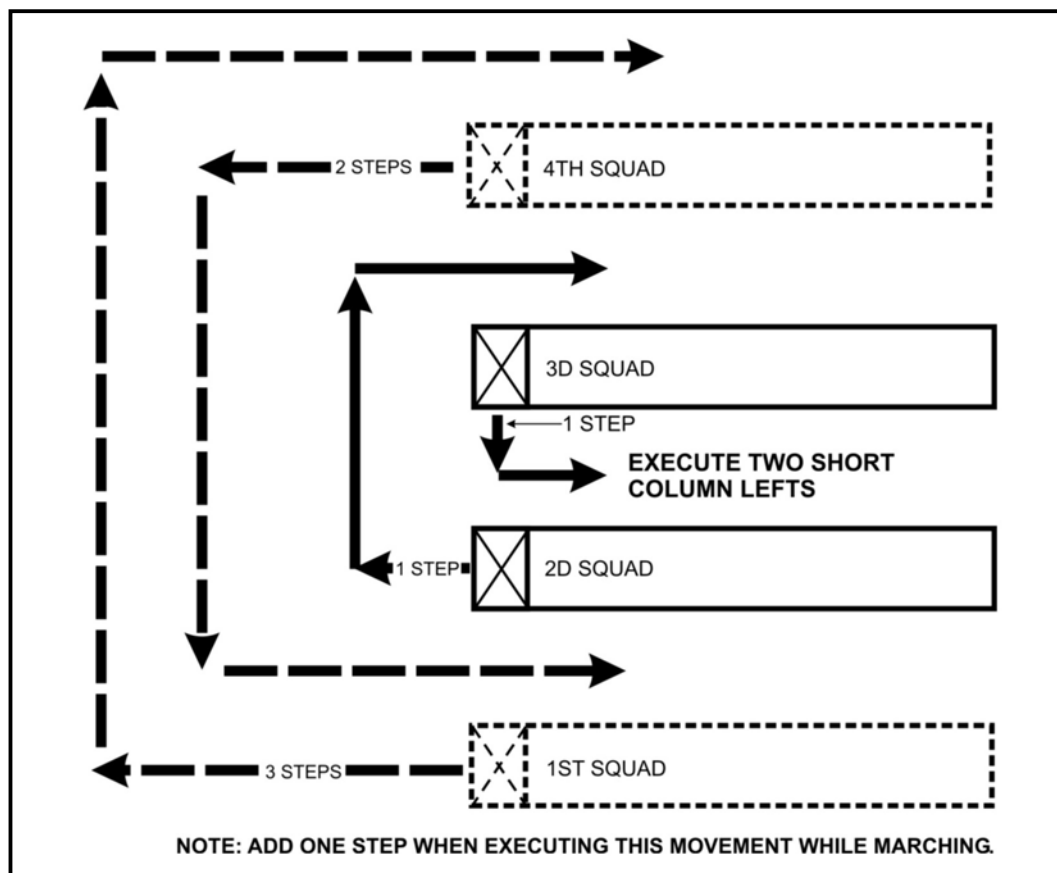 2 STEPS
4TH SQUAD
3D SQUAD
1 STEP
EXECUTE TWO SHORT
COLUMN LEFTS
1 STEP
2D SQUAD
3 STEPS
1ST SQUAD
NOTE: ADD ONE STEP WHEN EXECUTING THIS MOVEMENT WHILE MARCHING.